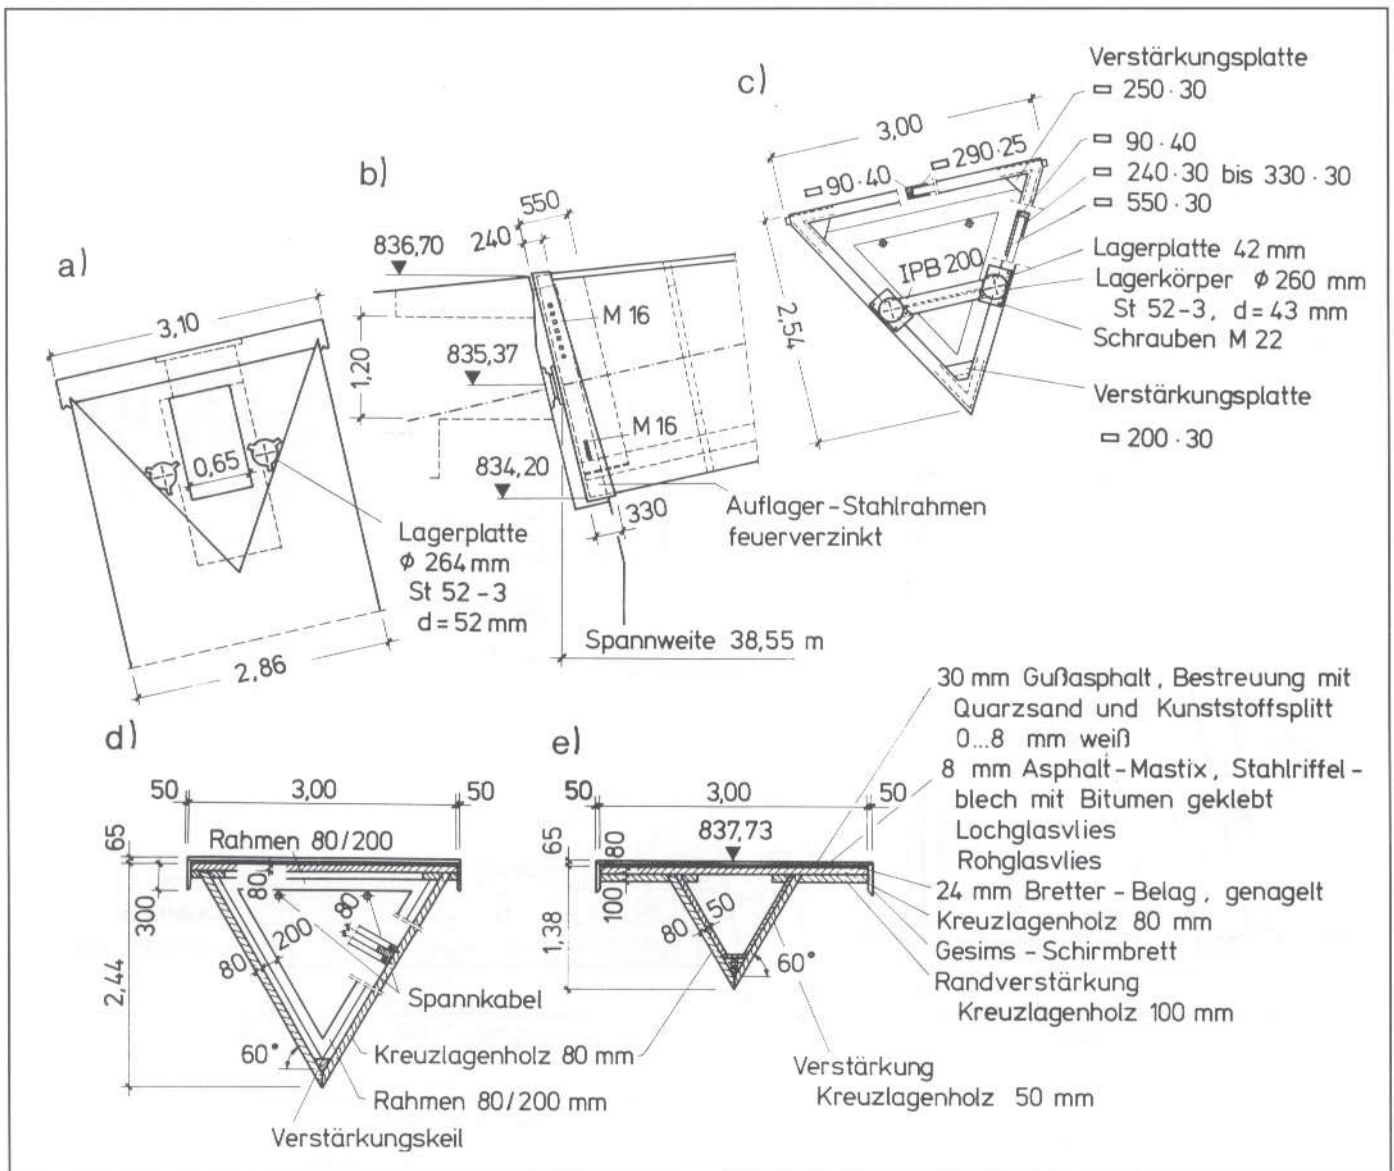 a)
3,10
0,65
Lagerplatte
ϕ 264 mm
St 52-3
d = 52 mm
2,86
b)
550
240
836,70
M 16
835,37
1,20
M 16
834,20
330
Auflager-Stahlrahmen
feuerverzinkt
Spannweite 38,55 m
c)
3,00
▭ 290·25
▭ 90·40
2,54
IPB 200
Verstärkungsplatte
▭ 250·30
▭ 90·40
▭ 240·30 bis 330·30
▭ 550·30
Lagerplatte 42 mm
Lagerkörper ϕ 260 mm
St 52-3, d = 43 mm
Schrauben M 22
Verstärkungsplatte
▭ 200·30
d)
50
3,00
50
65
Rahmen 80/200
80
300
80
200
80
2,44
Spannkabel
60°
Kreuzlagenholz 80 mm
Rahmen 80/200 mm
Verstärkungskeil
e)
50
3,00
50
837,73
65
80
100
50
80
1,38
60°
30 mm Gußasphalt, Bestreuung mit
Quarzsand und Kunststoffsplitt
0...8 mm weiß
8 mm Asphalt-Mastix, Stahlriffel-
blech mit Bitumen geklebt
Lochglasvlies
Rohglasvlies
24 mm Bretter-Belag, genagelt
Kreuzlagenholz 80 mm
Gesims-Schirmbrett
Randverstärkung
Kreuzlagenholz 100 mm
Verstärkung
Kreuzlagenholz 50 mm